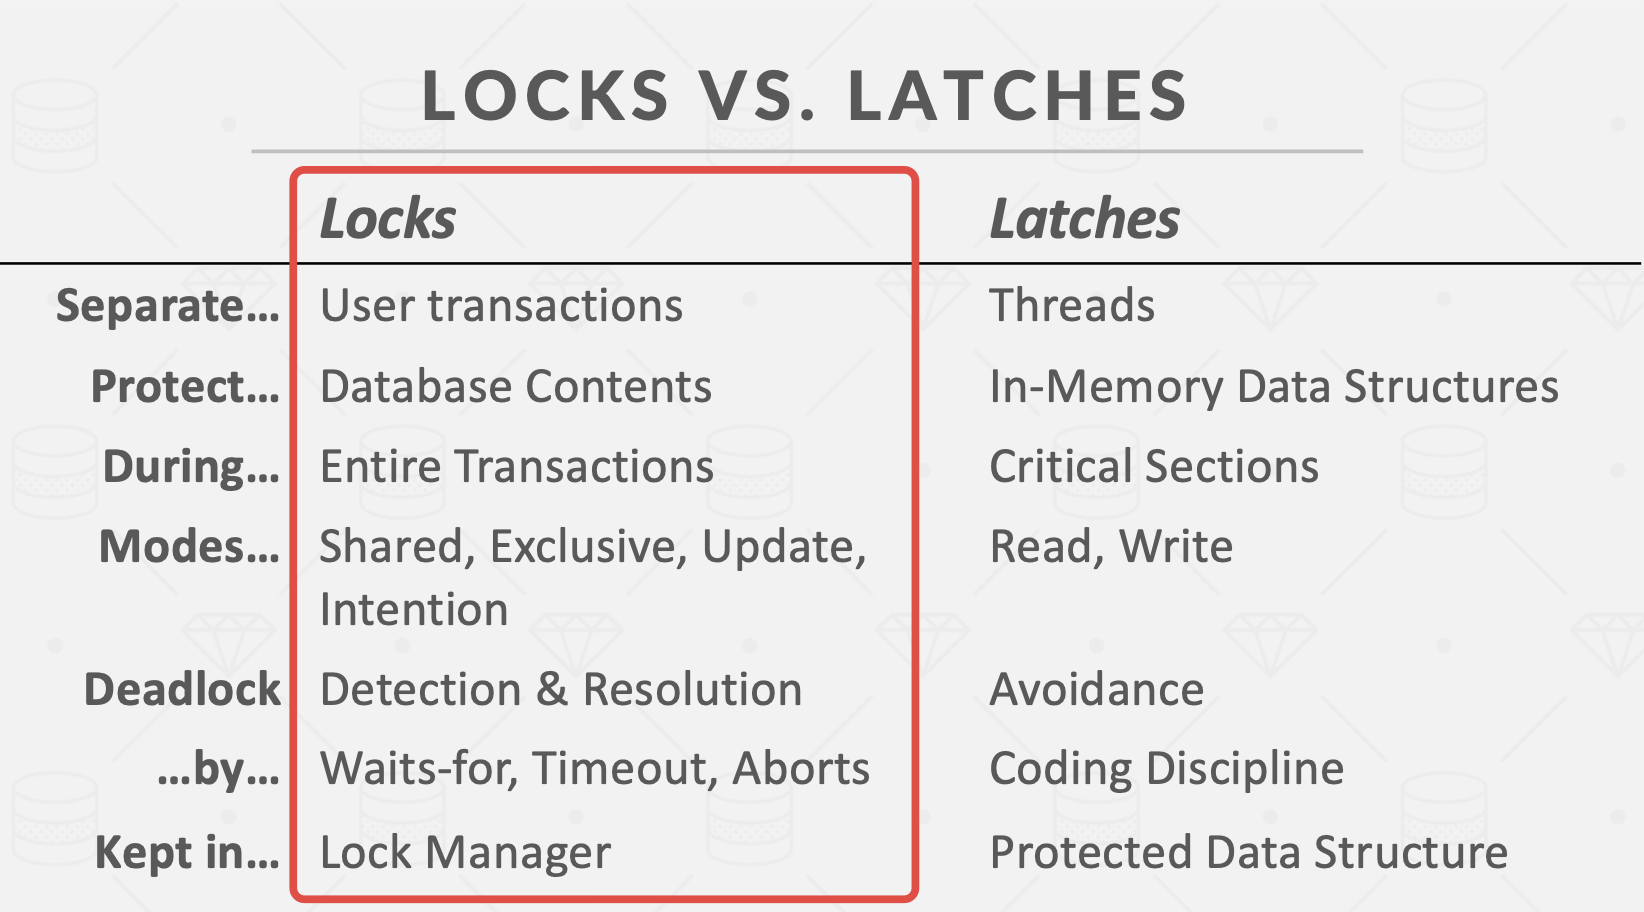 LOCKS VS. LATCHES
Locks Latches
Separate… User transactions Threads
Protect… Database Contents In-Memory Data Structures
During… Entire Transactions Critical Sections
Modes… Shared, Exclusive, Update, Read, Write
Intention
Deadlock Detection & Resolution Avoidance
…by… Waits-for, Timeout, Aborts Coding Discipline
Kept in… Lock Manager Protected Data Structure